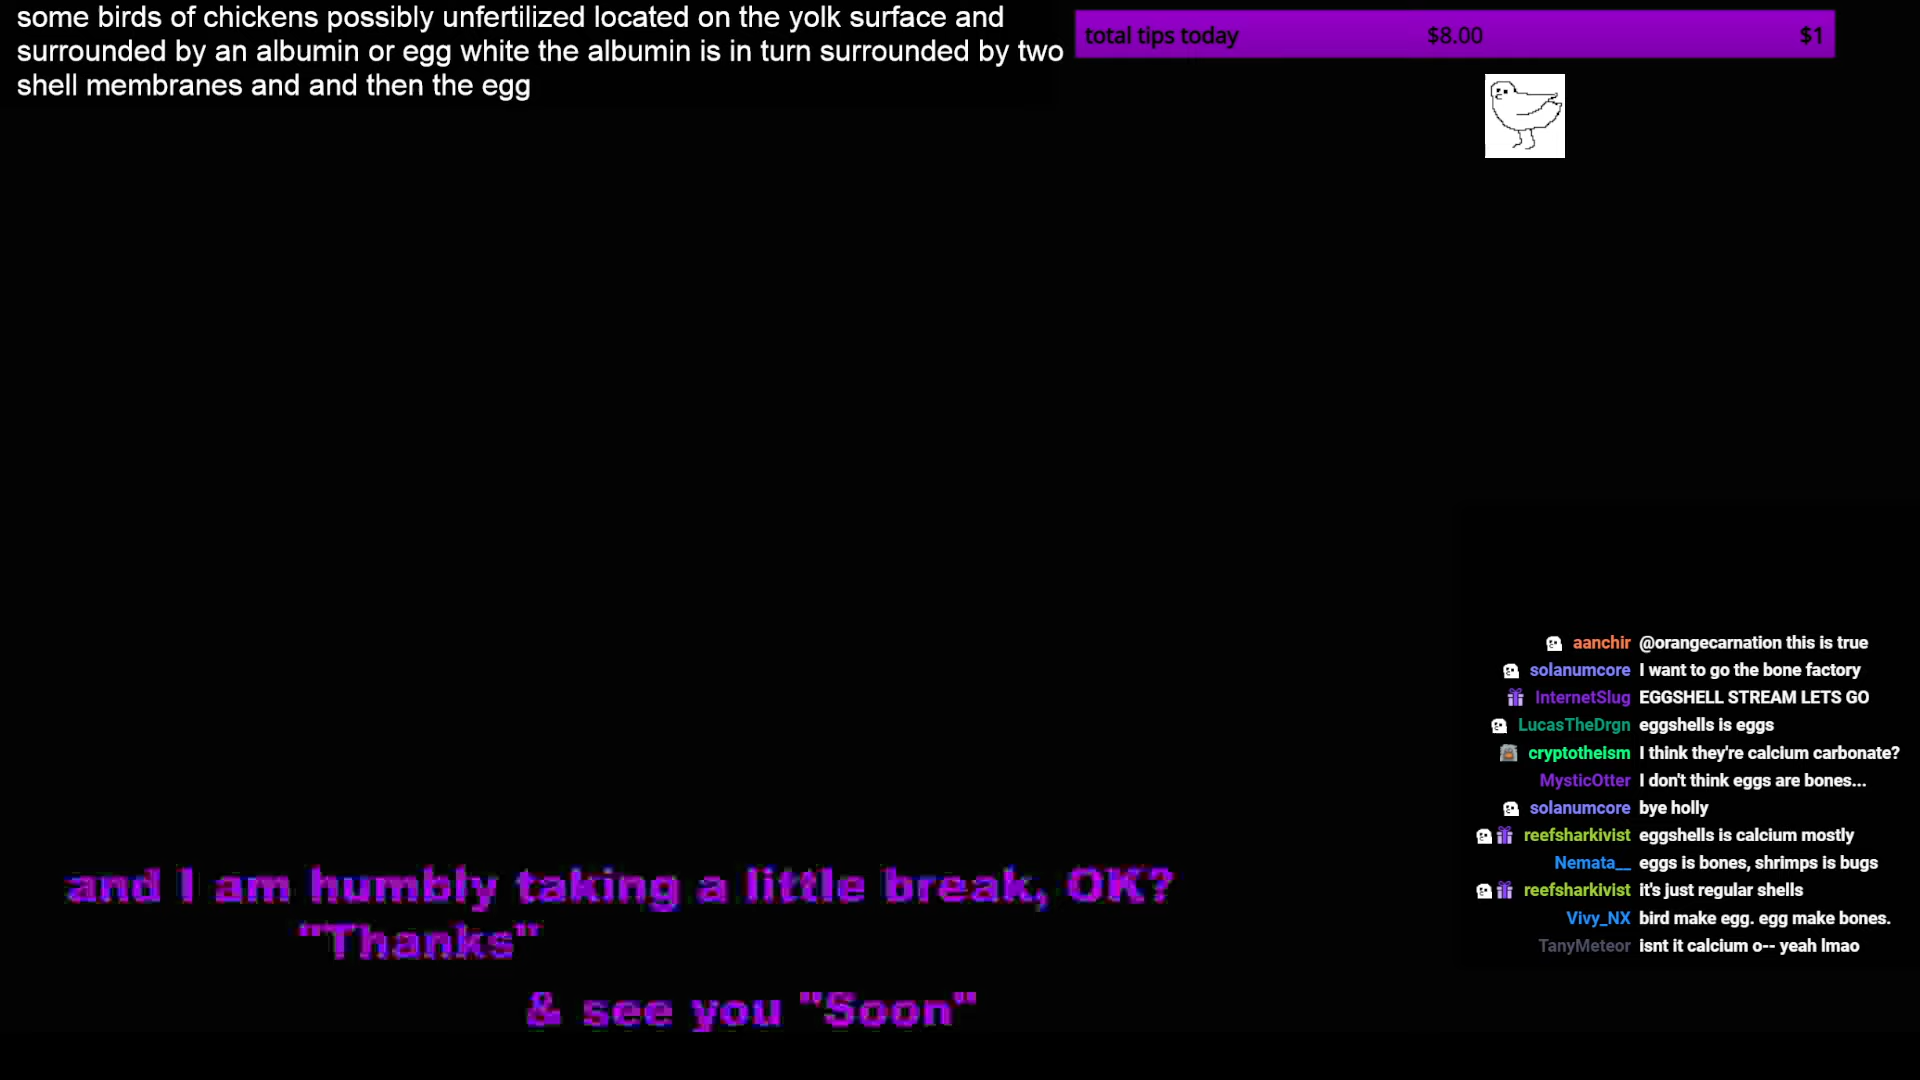 some birds of chickens possibly unfertilized located on the yolk surface and
surrounded by an albumin or egg white the albumin is in turn surrounded by two
shell membranes and and then the egg
total tips today $8.00 $1
aanchir @orangecarnation this is true
solanumcore I want to go the bone factory
InternetSlug EGGSHELL STREAM LETS GO
LucasTheDrgn eggshells is eggs
cryptotheism I think they're calcium carbonate?
MysticOtter I don't think eggs are bones...
solanumcore bye holly
reefsharkivist eggshells is calcium mostly
Nemata__ eggs is bones, shrimps is bugs
reefsharkivist it's just regular shells
Vivy_NX bird make egg. egg make bones.
TanyMeteor isnt it calcium o-- yeah lmao
and I am humbly taking a little break, OK?
"Thanks"
& see you "Soon"